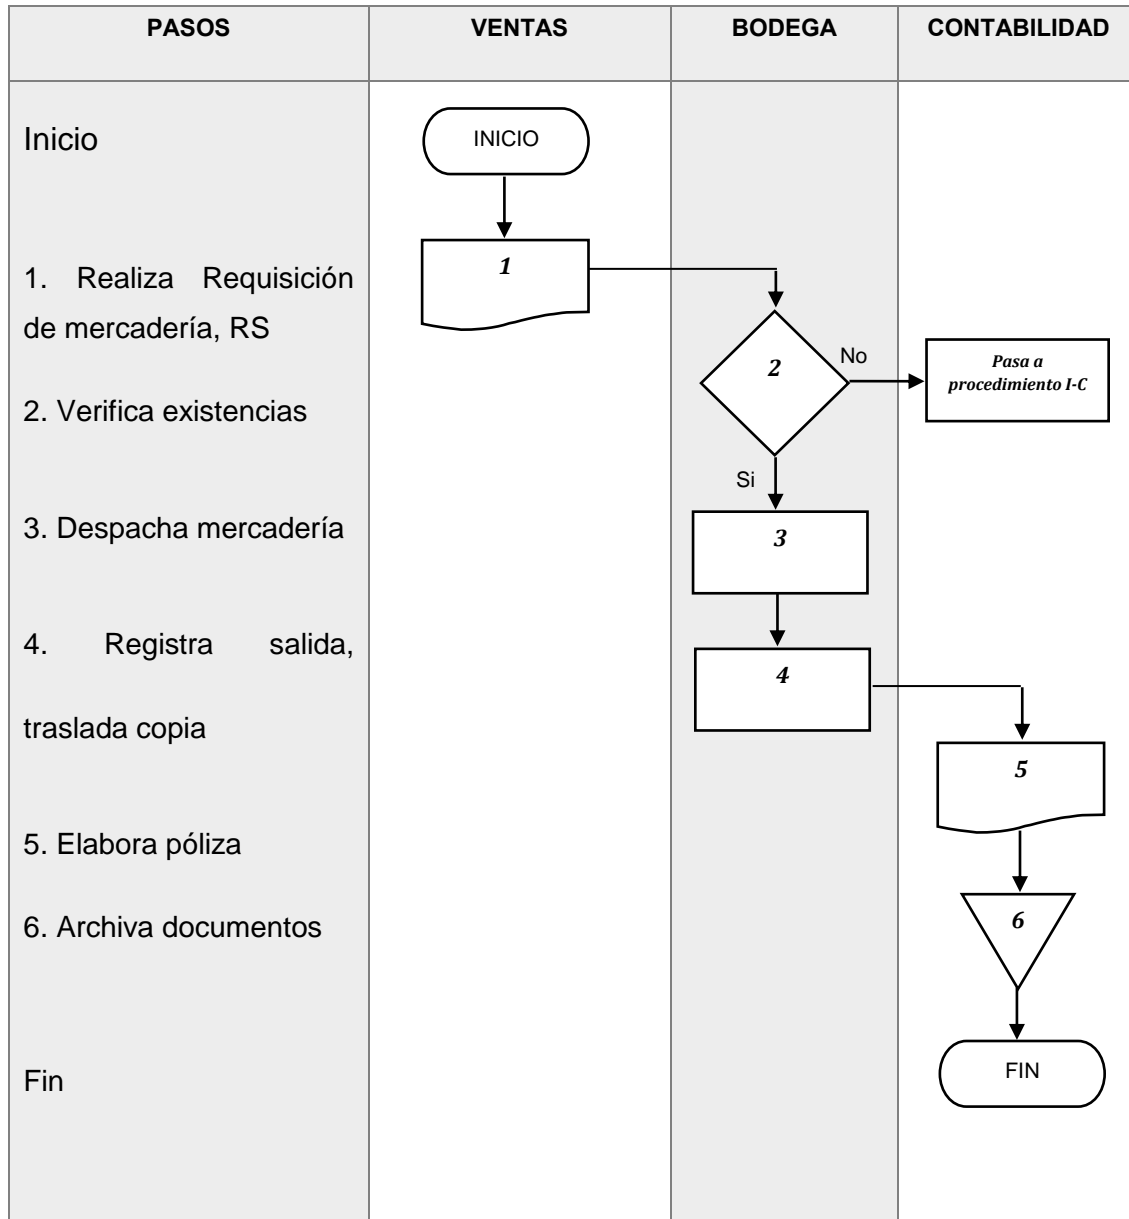 PASOS
VENTAS
BODEGA
CONTABILIDAD
Inicio
INICIO
1. Realiza Requisición
de mercadería, RS
1
2. Verifica existencias
2
No
Pasa a
procedimiento I-C
Si
3. Despacha mercadería
3
4. Registra salida,
traslada copia
4
5. Elabora póliza
5
6. Archiva documentos
6
Fin
FIN